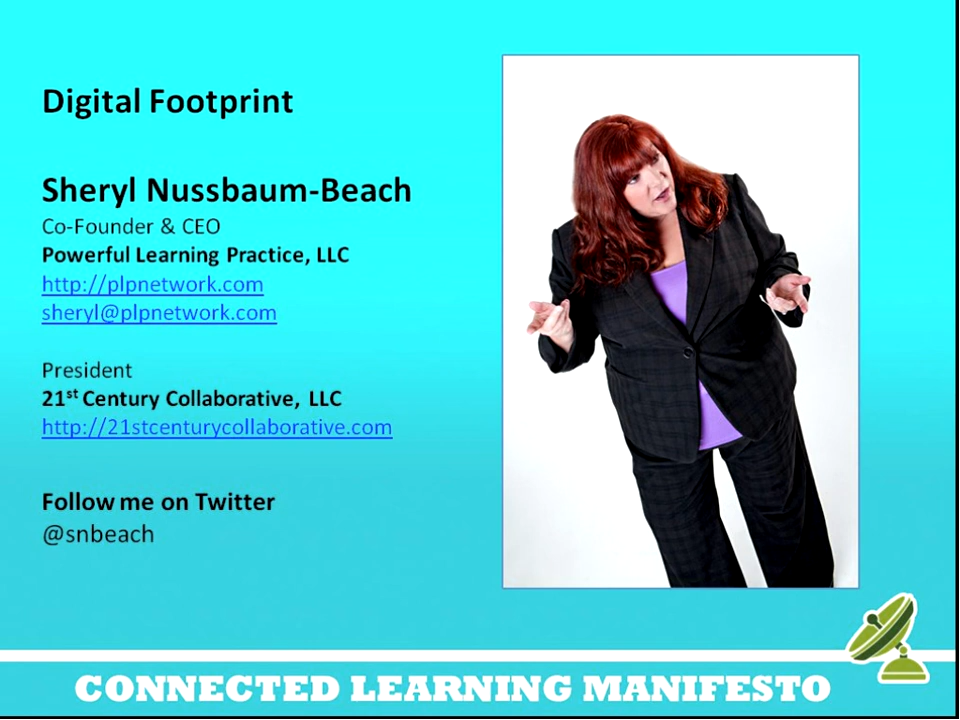 Digital Footprint
Sheryl Nussbaum-Beach
Co-Founder & CEO
Powerful Learning Practice, LLC
http://plpnetwork.com
sheryl@plpnetwork.com
President
21st Century Collaborative, LLC
http://21stcenturycollaborative.com
Follow me on Twitter
@snbeach
CONNECTED LEARNING MANIFESTO